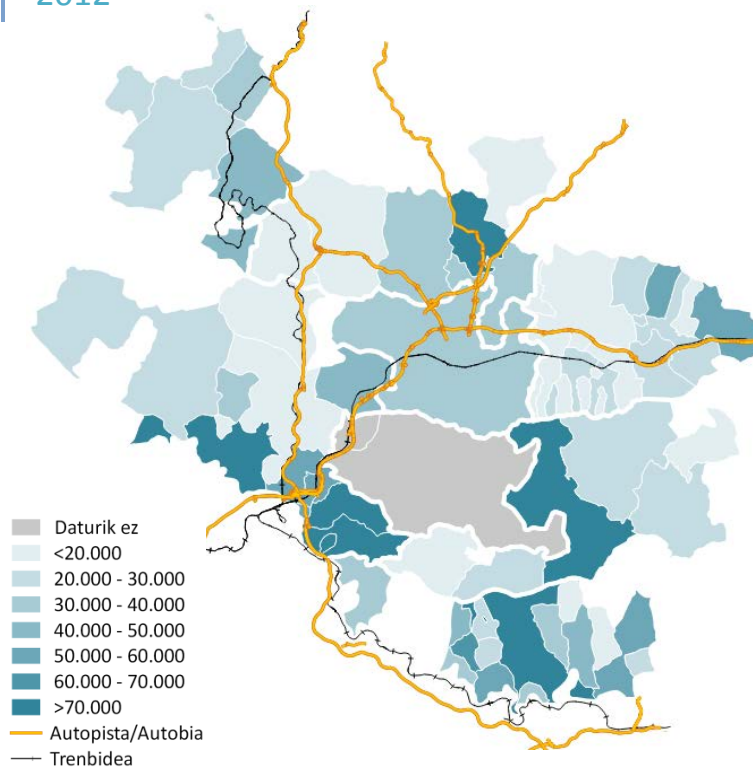 2012
Daturik ez
<20.000
20.000 - 30.000
30.000 - 40.000
40.000 - 50.000
50.000 - 60.000
60.000 - 70.000
>70.000
Autopista/Autobia
Trenbidea